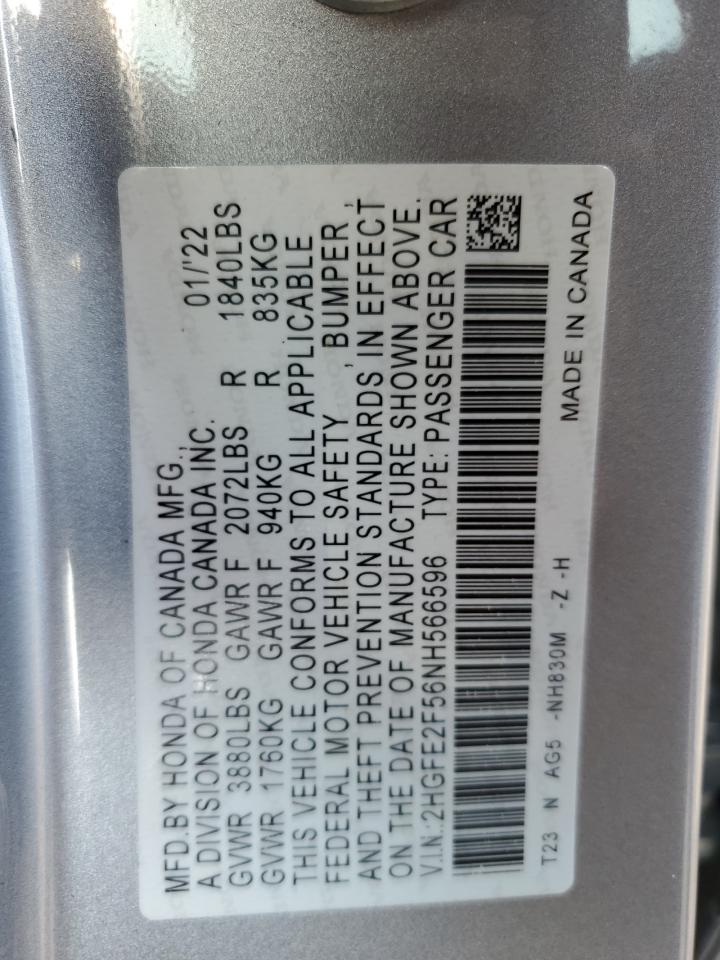 MFD.BY HONDA OF CANADA MFG.,
A DIVISION OF HONDA CANADA INC. 01/'22
GVWR 3880LBS GAWR F 2072LBS R 1840LBS
GVWR 1760KG GAWR F 940KG R 835KG
THIS VEHICLE CONFORMS TO ALL APPLICABLE
FEDERAL MOTOR VEHICLE SAFETY , BUMPER ,
AND THEFT PREVENTION STANDARDS IN EFFECT
ON THE DATE OF MANUFACTURE SHOWN ABOVE.
V.I.N.:2HGFE2F56NH566596 TYPE: PASSENGER CAR
T23 N AG5 -NH830M -Z -H MADE IN CANADA